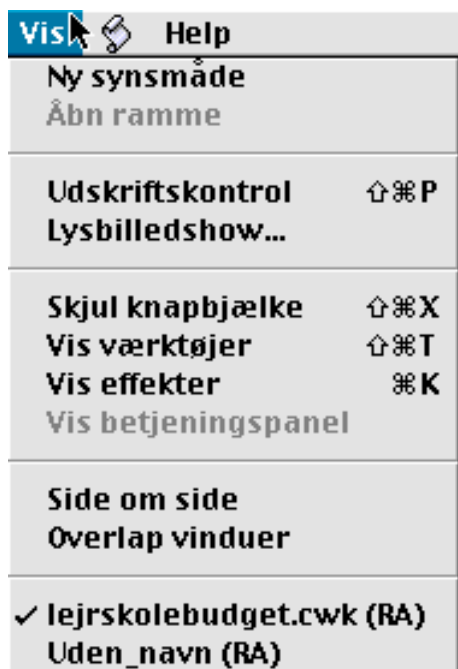 Vis Help
Ny synsmåde
Åbn ramme
Udskriftskontrol ⇧⌘P
Lysbilledshow...
Skjul knapbjælke ⇧⌘X
Vis værktøjer ⇧⌘T
Vis effekter ⌘K
Vis betjeningspanel
Side om side
Overlap vinduer
✓ lejrskolebudget.cwk (RA)
Uden_navn (RA)